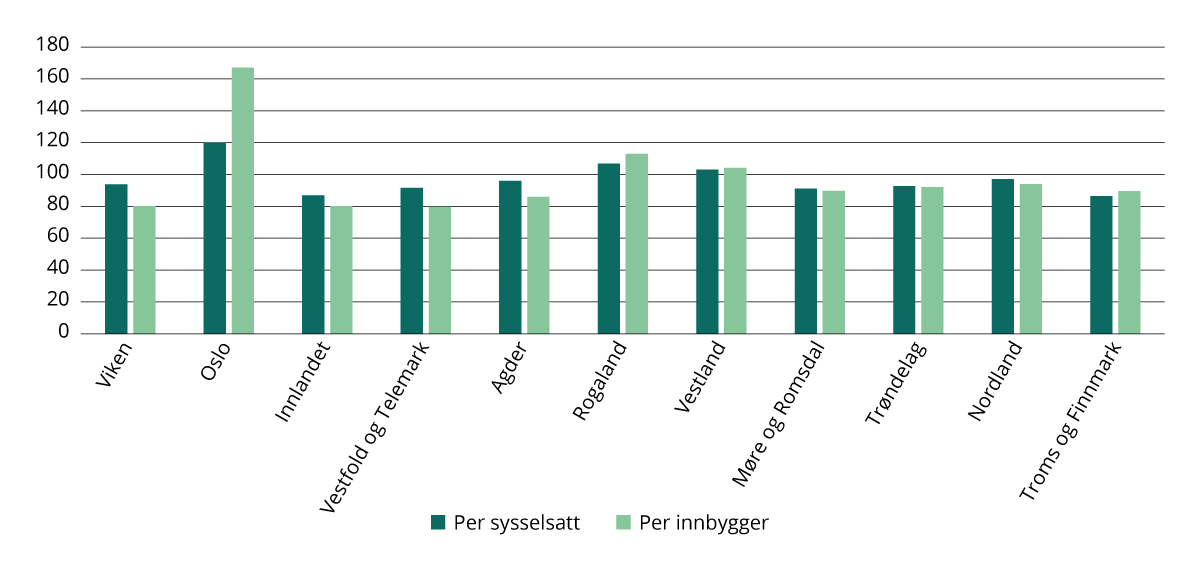 180
160
140
120
100
80
60
40
20
0
Viken
Oslo
Innlandet
Vestfold og Telemark
Agder
Rogaland
Vestland
Møre og Romsdal
Trøndelag
Nordland
Troms og Finnmark
Per sysselsatt
Per innbygger